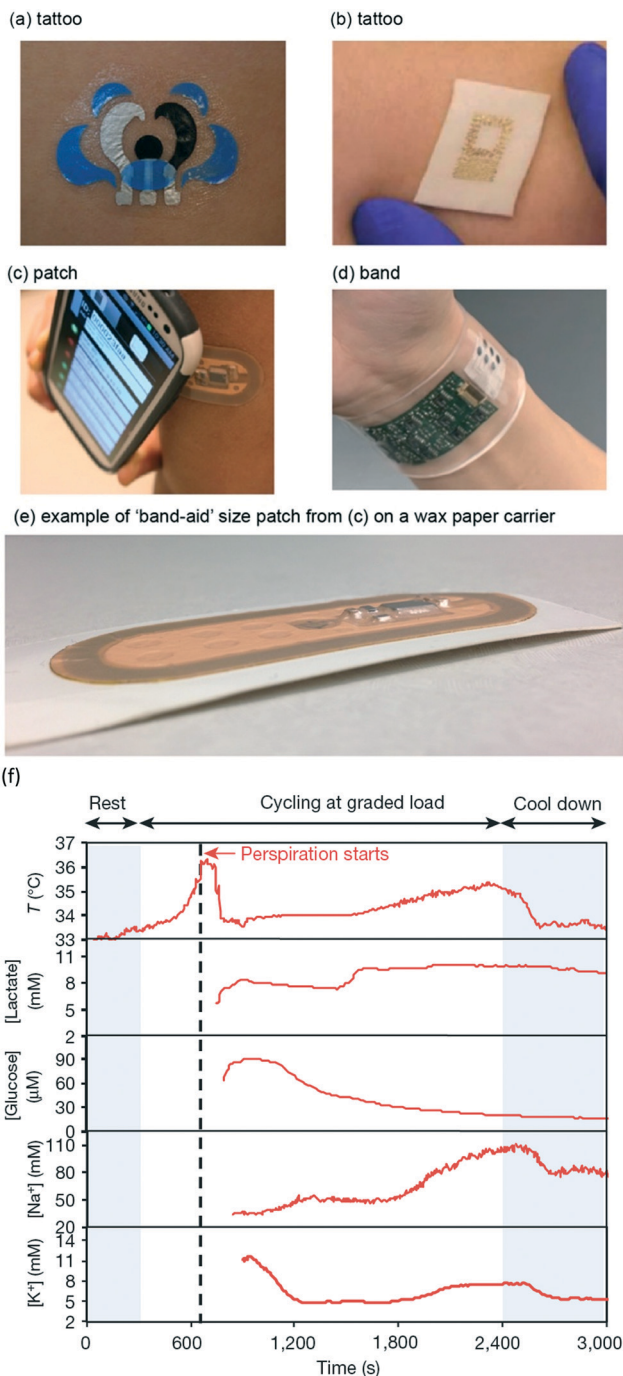 (a) tattoo
(b) tattoo
(c) patch
(d) band
(e) example of ‘band-aid’ size patch from (c) on a wax paper carrier
(f)
Rest
Cycling at graded load
Cool down
Perspiration starts
T (°C)
37
36
35
34
33
[Lactate]
(mM)
11
8
5
2
[Glucose]
(μM)
90
60
30
0
[Na⁺] (mM)
110
80
50
20
[K⁺] (mM)
14
11
8
5
2
0
600
1,200
1,800
2,400
3,000
Time (s)